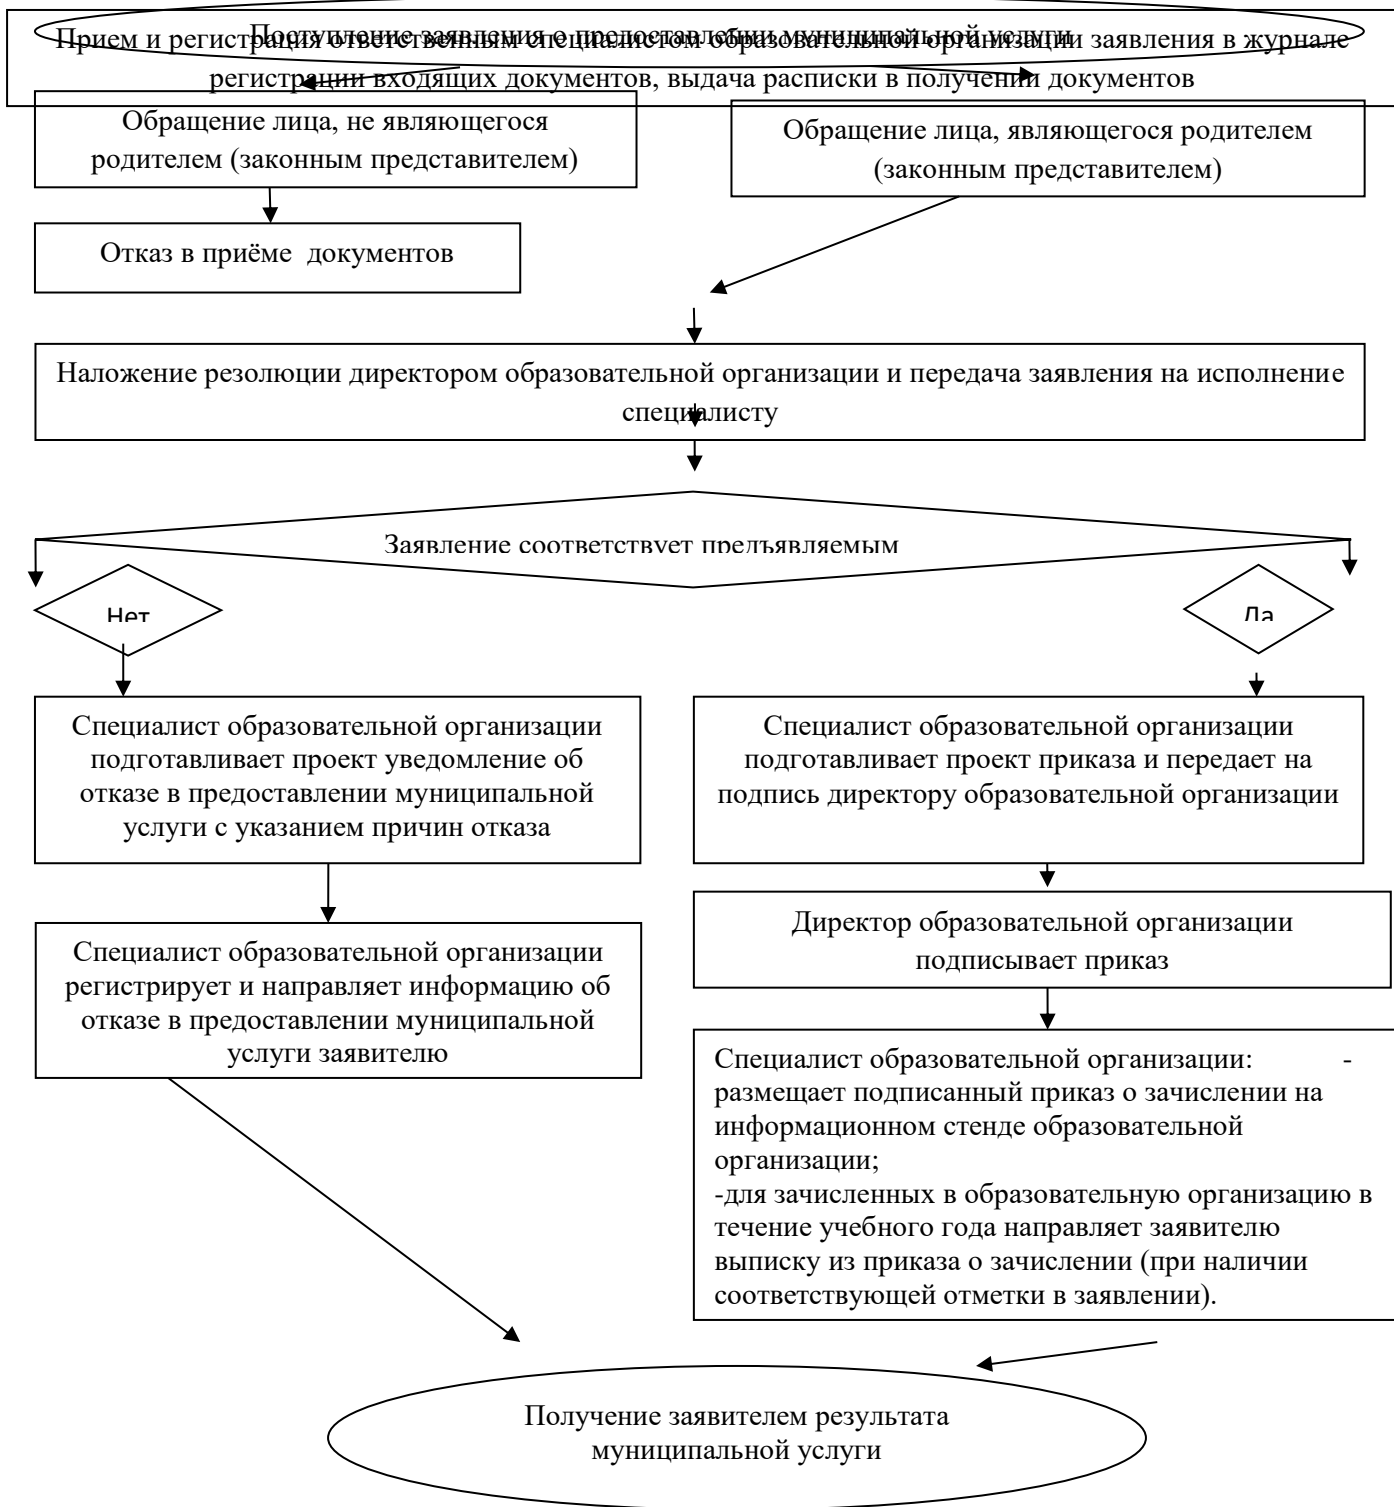 Поступление заявления о предоставлении муниципальной услуги
Прием и регистрация ответственным специалистом образовательной организации заявления в журнале
регистрации входящих документов, выдача расписки в получении документов
Обращение лица, не являющегося
родителем (законным представителем)
Обращение лица, являющегося родителем
(законным представителем)
Отказ в приёме документов
Наложение резолюции директором образовательной организации и передача заявления на исполнение
специалисту
Заявление соответствует предъявляемым
Нет
Да
Специалист образовательной организации
подготавливает проект уведомление об
отказе в предоставлении муниципальной
услуги с указанием причин отказа
Специалист образовательной организации
подготавливает проект приказа и передает на
подпись директору образовательной организации
Специалист образовательной организации
регистрирует и направляет информацию об
отказе в предоставлении муниципальной
услуги заявителю
Директор образовательной организации
подписывает приказ
Специалист образовательной организации: -
размещает подписанный приказ о зачислении на
информационном стенде образовательной
организации;
-для зачисленных в образовательную организацию в
течение учебного года направляет заявителю
выписку из приказа о зачислении (при наличии
соответствующей отметки в заявлении).
Получение заявителем результата
муниципальной услуги